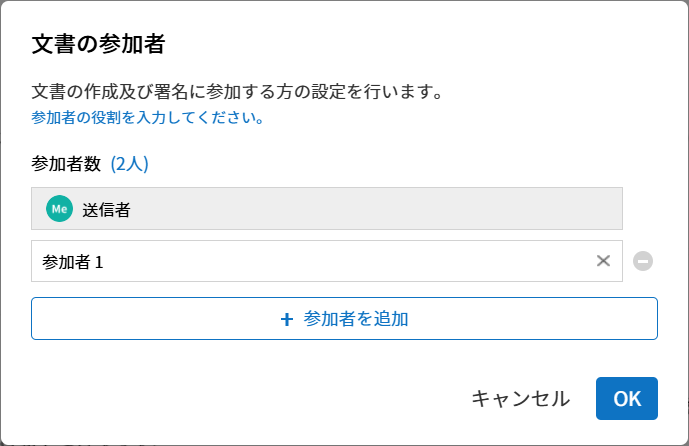 文書の参加者
文書の作成及び署名に参加する方の設定を行います。
参加者の役割を入力してください。
参加者数 (2人)
Me 送信者
参加者 1
+ 参加者を追加
キャンセル OK